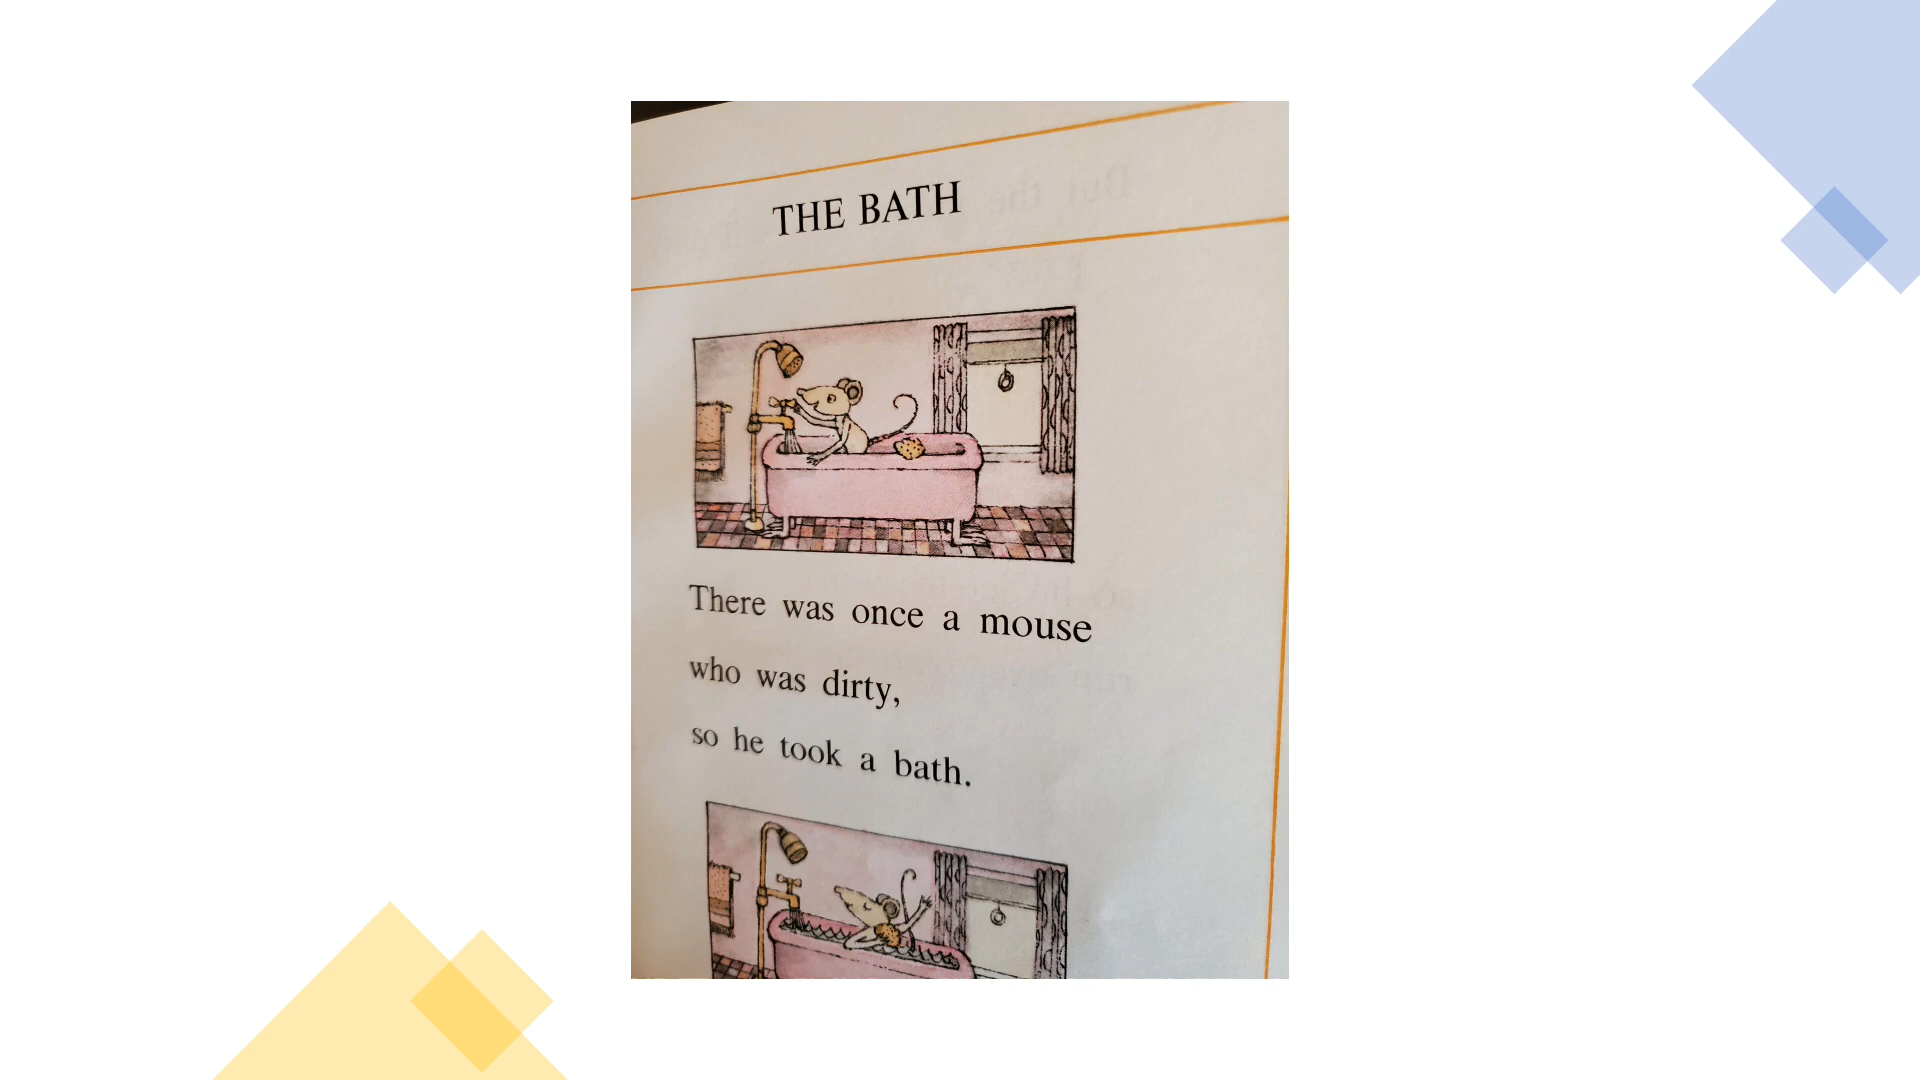 THE BATH
There was once a mouse
who was dirty,
so he took a bath.